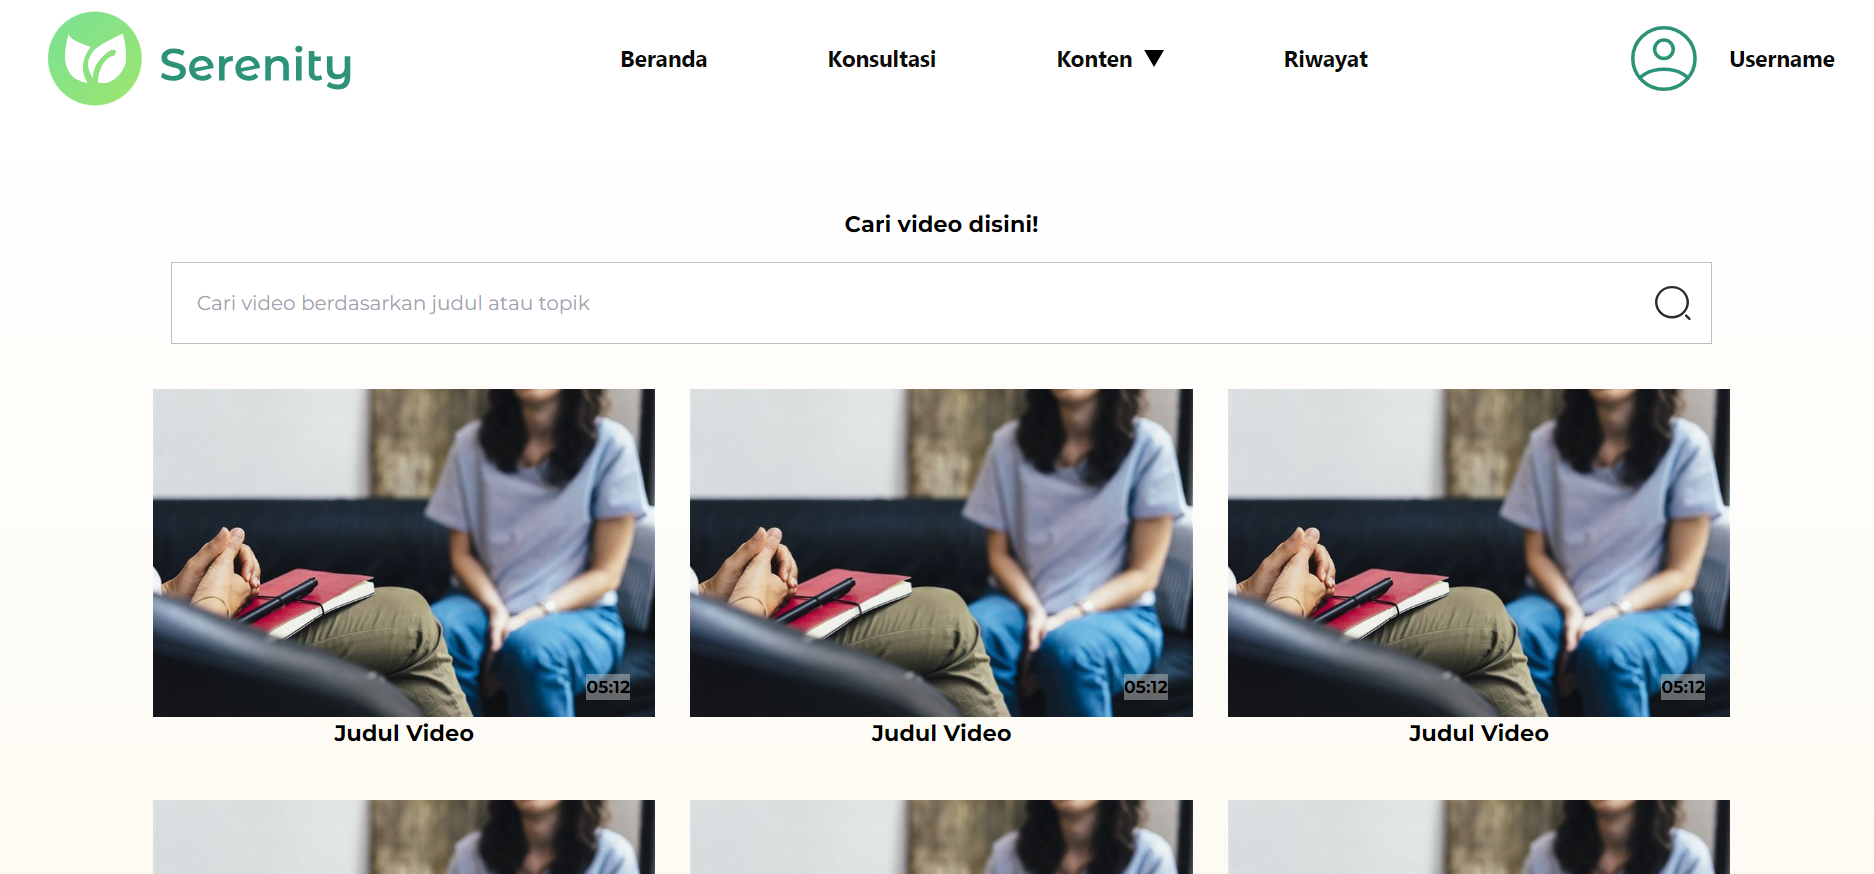 Serenity
Beranda
Konsultasi
Konten
Riwayat
Username
Cari video disini!
Cari video berdasarkan judul atau topik
05:12
05:12
05:12
Judul Video
Judul Video
Judul Video